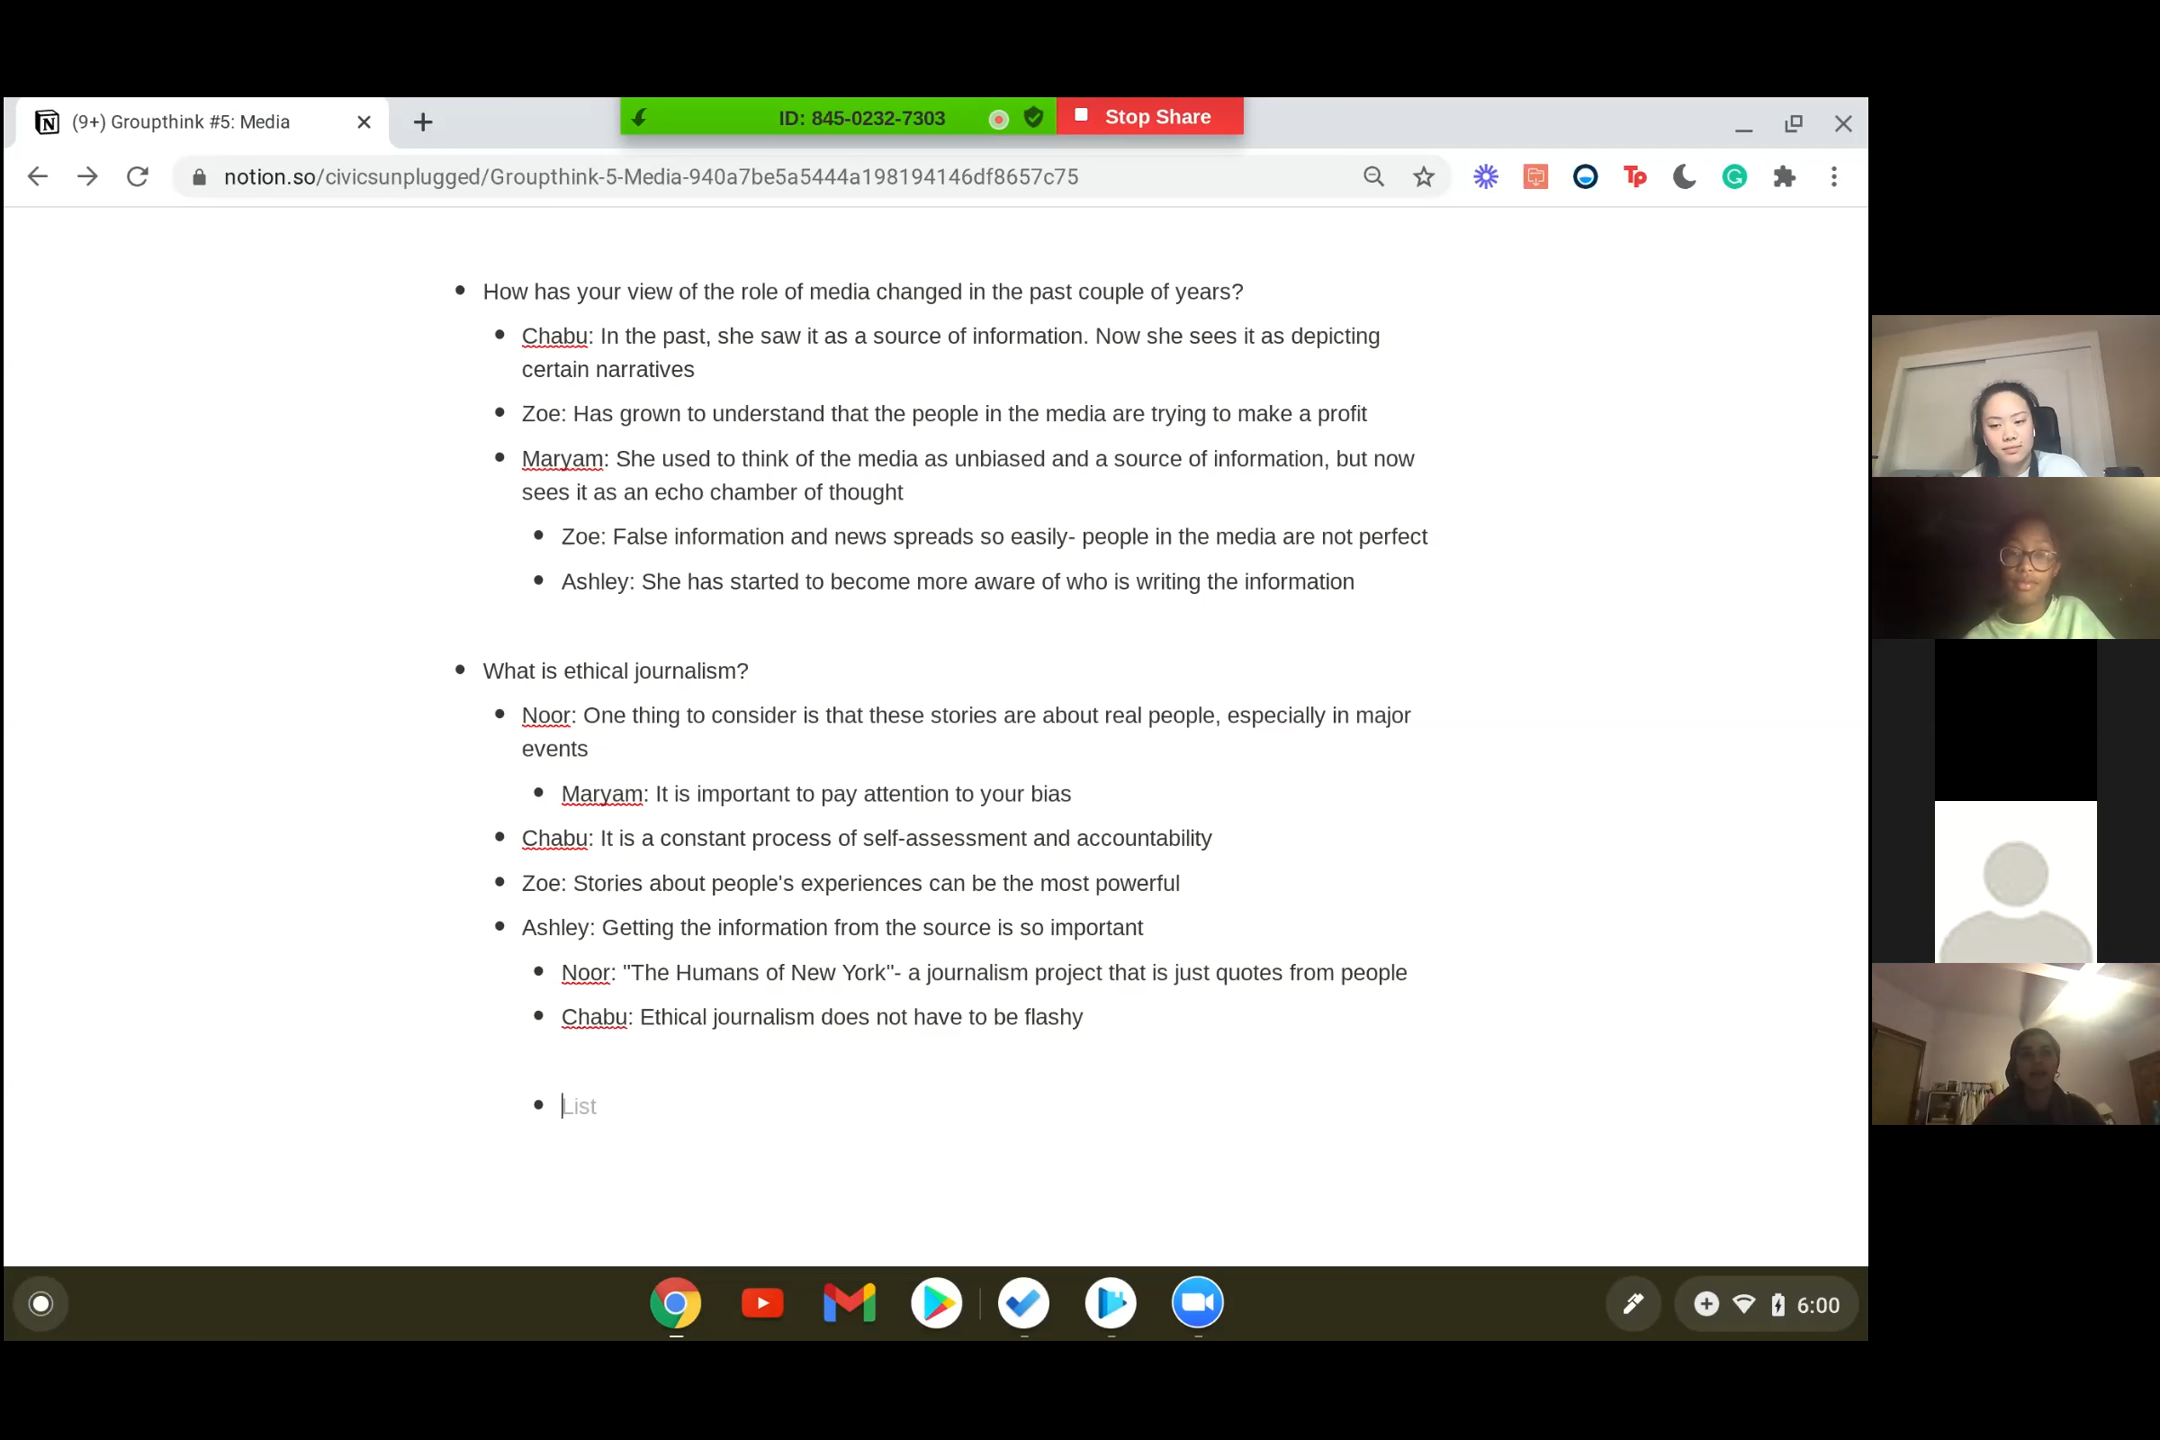 (9+) Groupthink #5: Media
ID: 845-0232-7303
Stop Share
notion.so/civicsunplugged/Groupthink-5-Media-940a7be5a5444a198194146df8657c75
Tp
How has your view of the role of media changed in the past couple of years?
Chabu: In the past, she saw it as a source of information. Now she sees it as depicting
certain narratives
Zoe: Has grown to understand that the people in the media are trying to make a profit
Maryam: She used to think of the media as unbiased and a source of information, but now
sees it as an echo chamber of thought
Zoe: False information and news spreads so easily- people in the media are not perfect
Ashley: She has started to become more aware of who is writing the information
What is ethical journalism?
Noor: One thing to consider is that these stories are about real people, especially in major
events
Maryam: It is important to pay attention to your bias
Chabu: It is a constant process of self-assessment and accountability
Zoe: Stories about people's experiences can be the most powerful
Ashley: Getting the information from the source is so important
Noor: "The Humans of New York"- a journalism project that is just quotes from people
Chabu: Ethical journalism does not have to be flashy
List
6:00